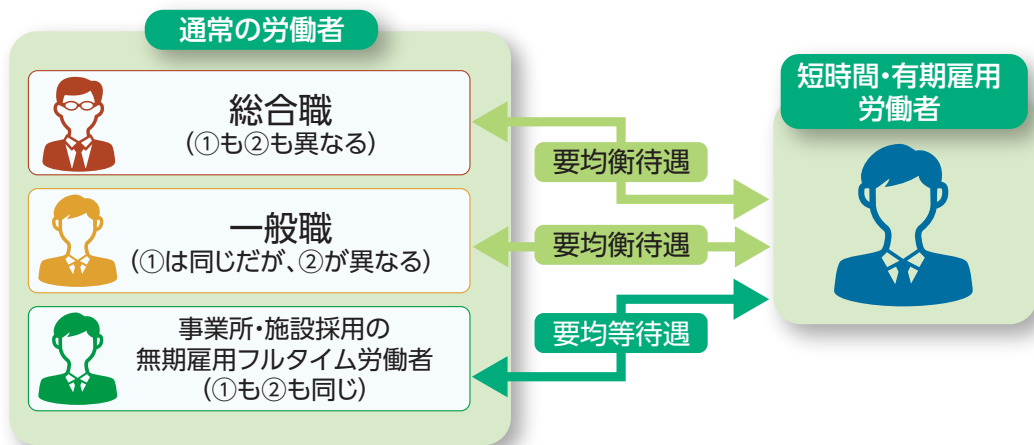 通常の労働者
総合職
(①も②も異なる)
一般職
(①は同じだが、②が異なる)
事業所・施設採用の
無期雇用フルタイム労働者
(①も②も同じ)
要均衡待遇
要均衡待遇
要均等待遇
短時間・有期雇用
労働者